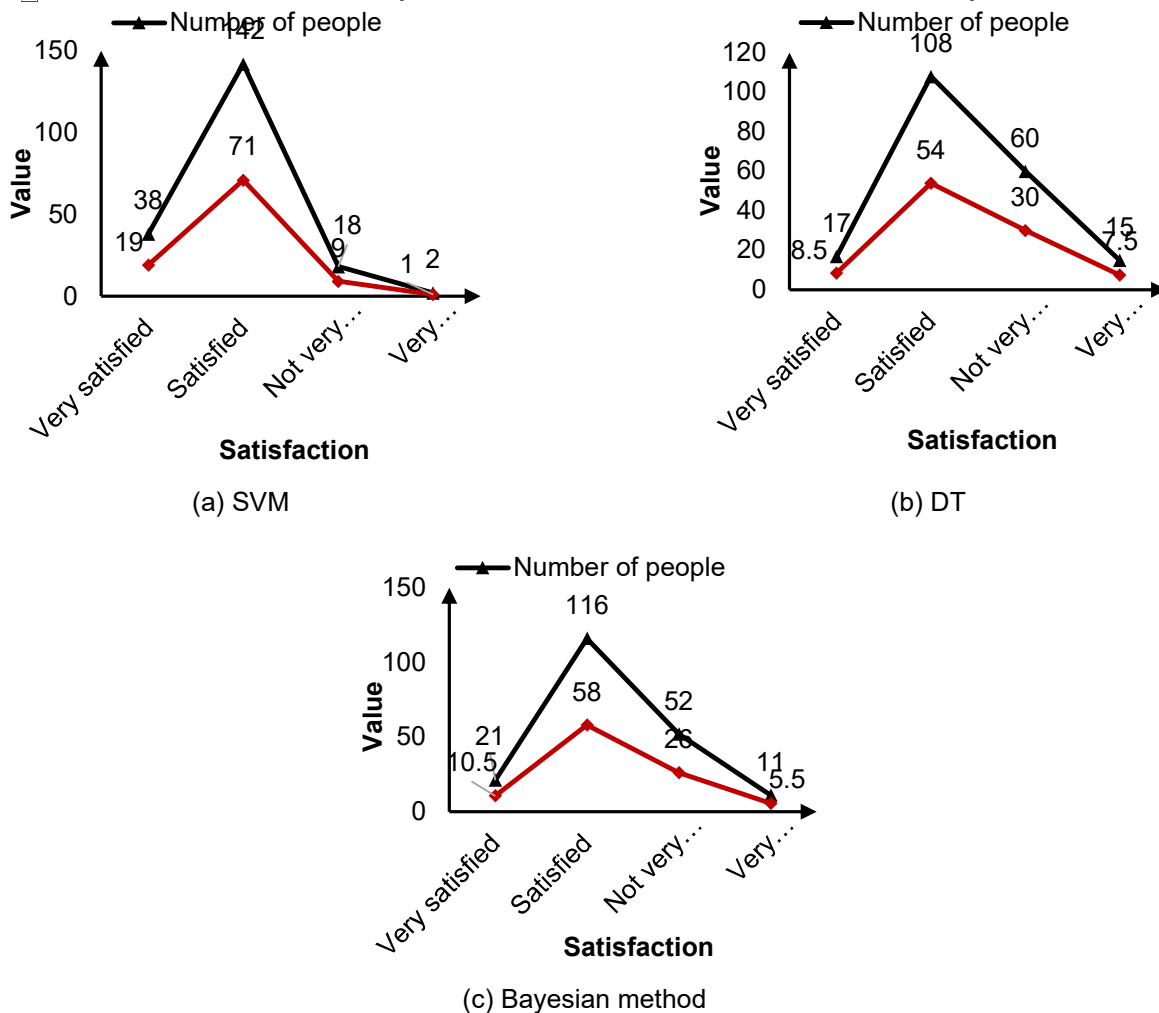 Number of people
150
100
50
0
Value
142
71
38
19
18
9
1
2
Very satisfied
Satisfied
Not very…
Very…
Satisfaction
(a) SVM
Number of people
120
100
80
60
40
20
0
Value
108
54
60
30
17
8.5
15
7.5
Very satisfied
Satisfied
Not very…
Very…
Satisfaction
(b) DT
Number of people
150
100
50
0
Value
116
58
52
26
21
10.5
11
5.5
Very satisfied
Satisfied
Not very…
Very…
Satisfaction
(c) Bayesian method